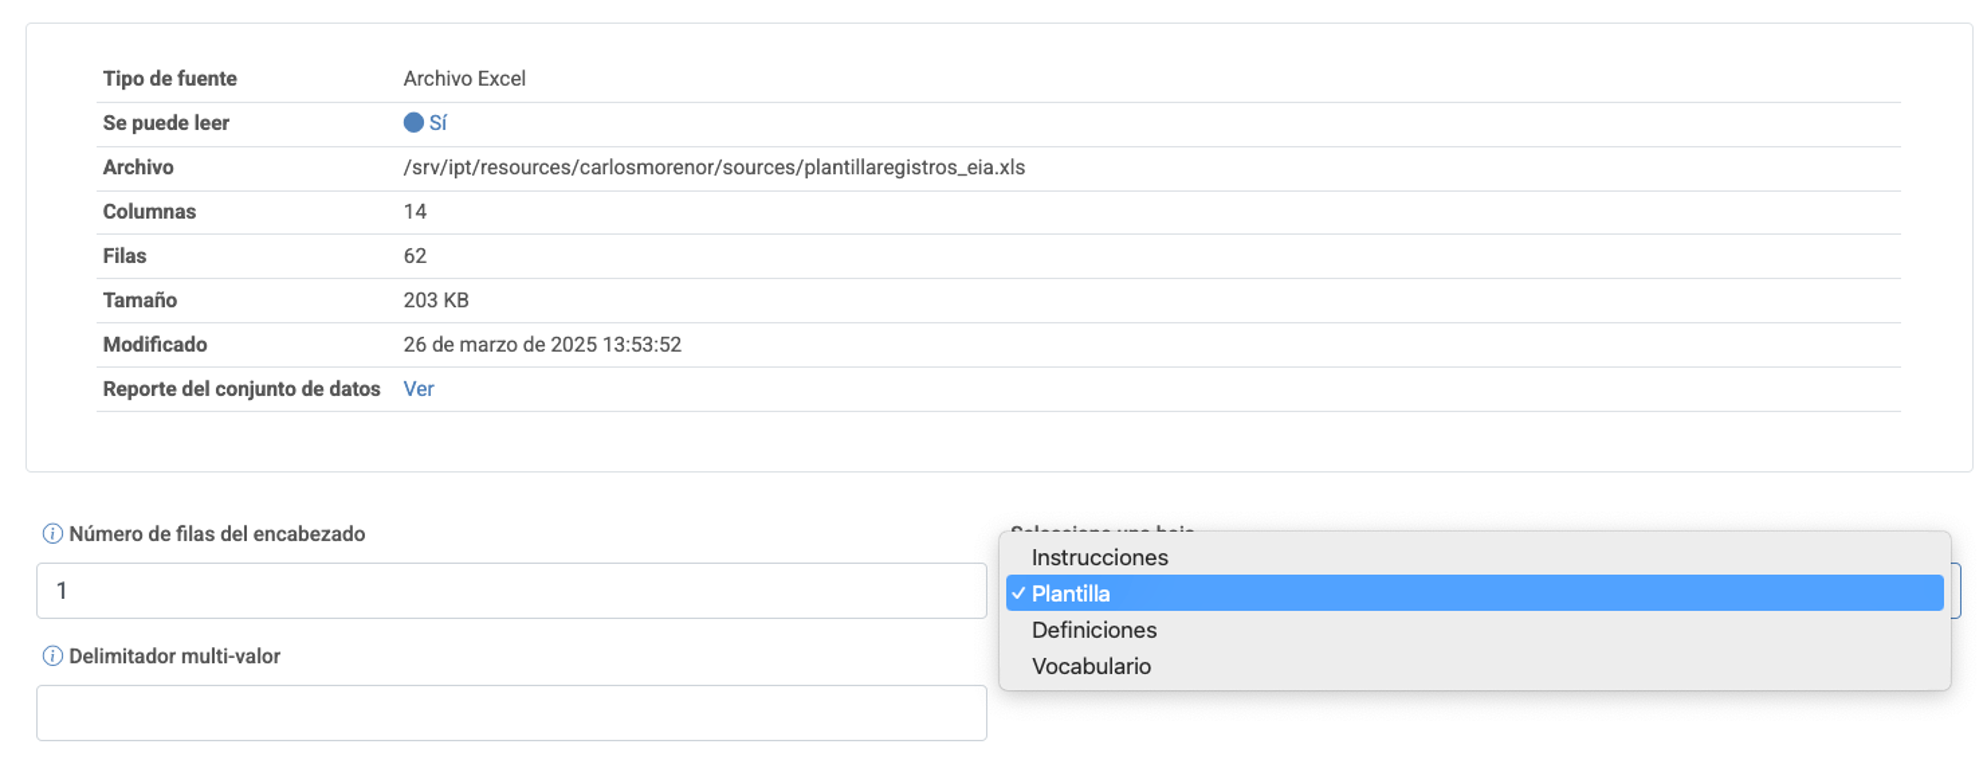 Tipo de fuente Archivo Excel
Se puede leer Sí
Archivo /srv/ipt/resources/carlosmorenor/sources/plantillaregistros_eia.xls
Columnas 14
Filas 62
Tamaño 203 KB
Modificado 26 de marzo de 2025 13:53:52
Reporte del conjunto de datos Ver
Número de filas del encabezado
1
Instrucciones
✓ Plantilla
Definiciones
Vocabulario
Delimitador multi-valor